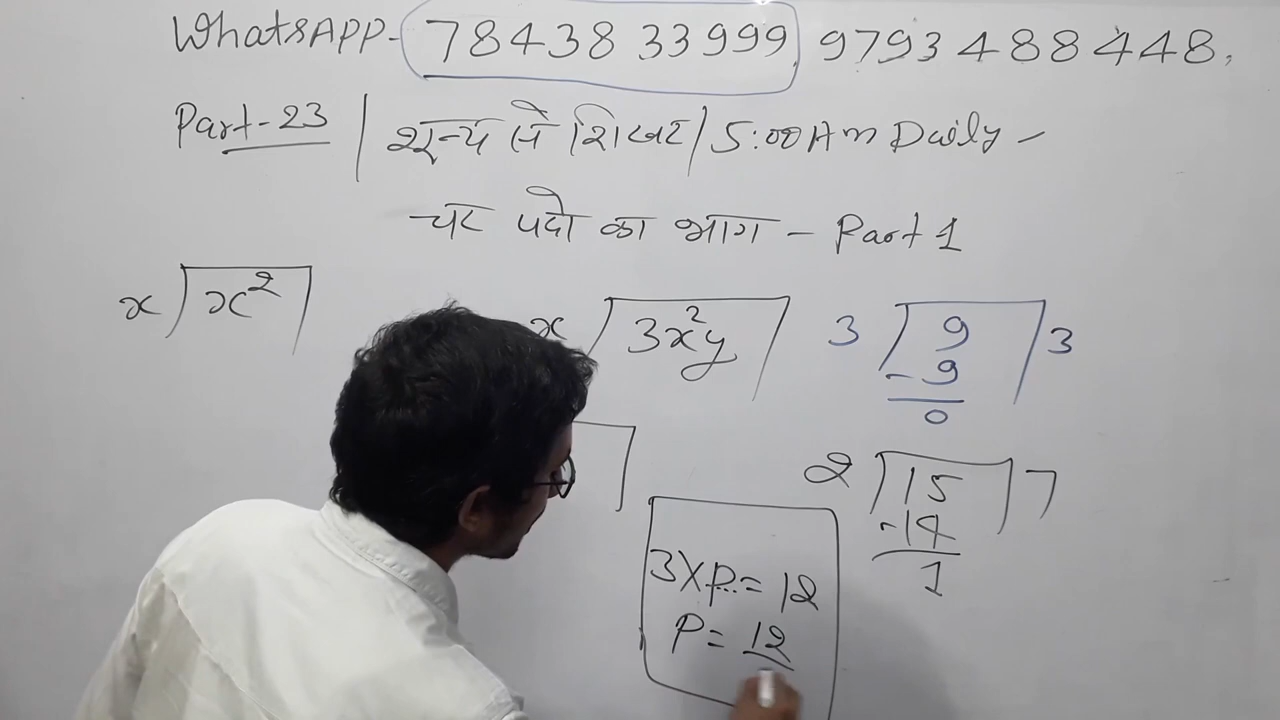 WhatsAPP- 7843833999, 9793488448,
Part-23 | शून्य से शिखर | 5:00 Am Daily -
चर पदो का भाग - Part 1
x ) x²
x ) 3x²y
3 ) 9 ( 3
- 9
0
2 ) 15 ( 7
-14
1
3×p = 12
P = 12